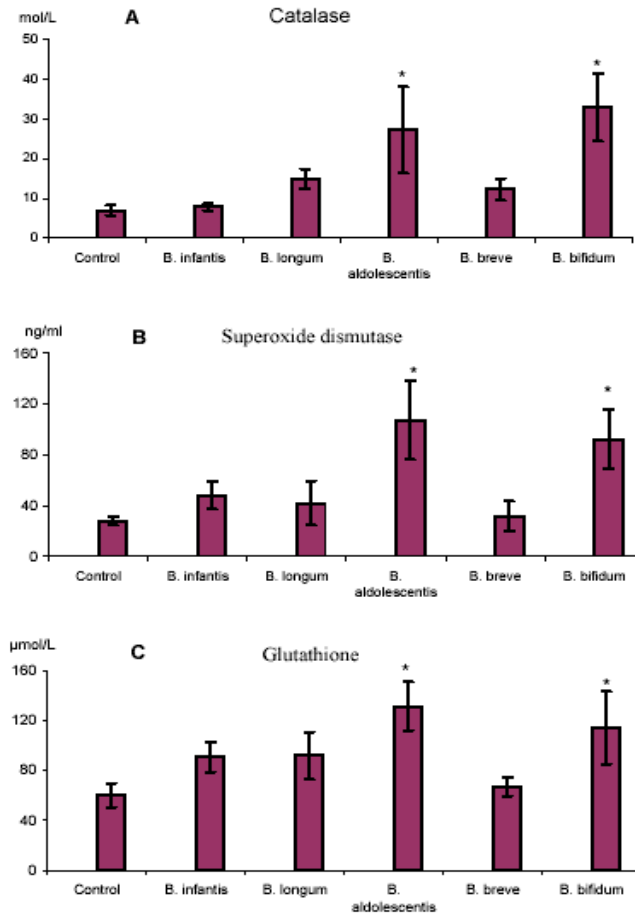 mol/L
A Catalase
60
50
40
30
20
10
0
* *
Control B. infantis B. longum B. aldolescentis B. breve B. bifidum
ng/ml
B Superoxide dismutase
160
120
80
40
0
* *
Control B. infantis B. longum B. aldolescentis B. breve B. bifidum
µmol/L
C Glutathione
160
120
80
40
0
* *
Control B. infantis B. longum B. aldolescentis B. breve B. bifidum